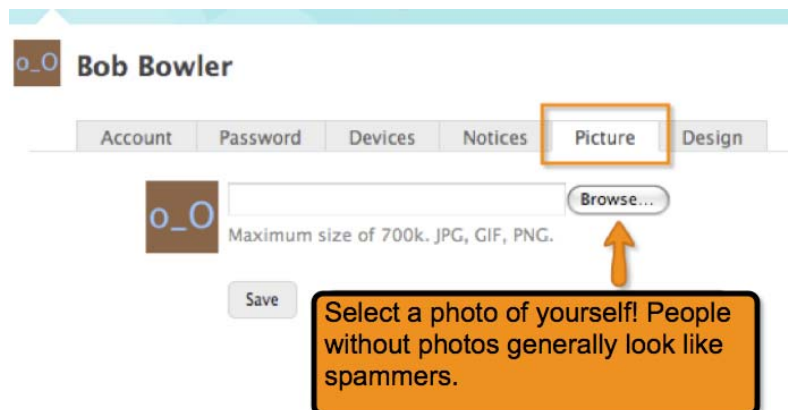 o_O Bob Bowler
Account Password Devices Notices Picture Design
o_O
Browse...
Maximum size of 700k. JPG, GIF, PNG.
Save
Select a photo of yourself! People
without photos generally look like
spammers.